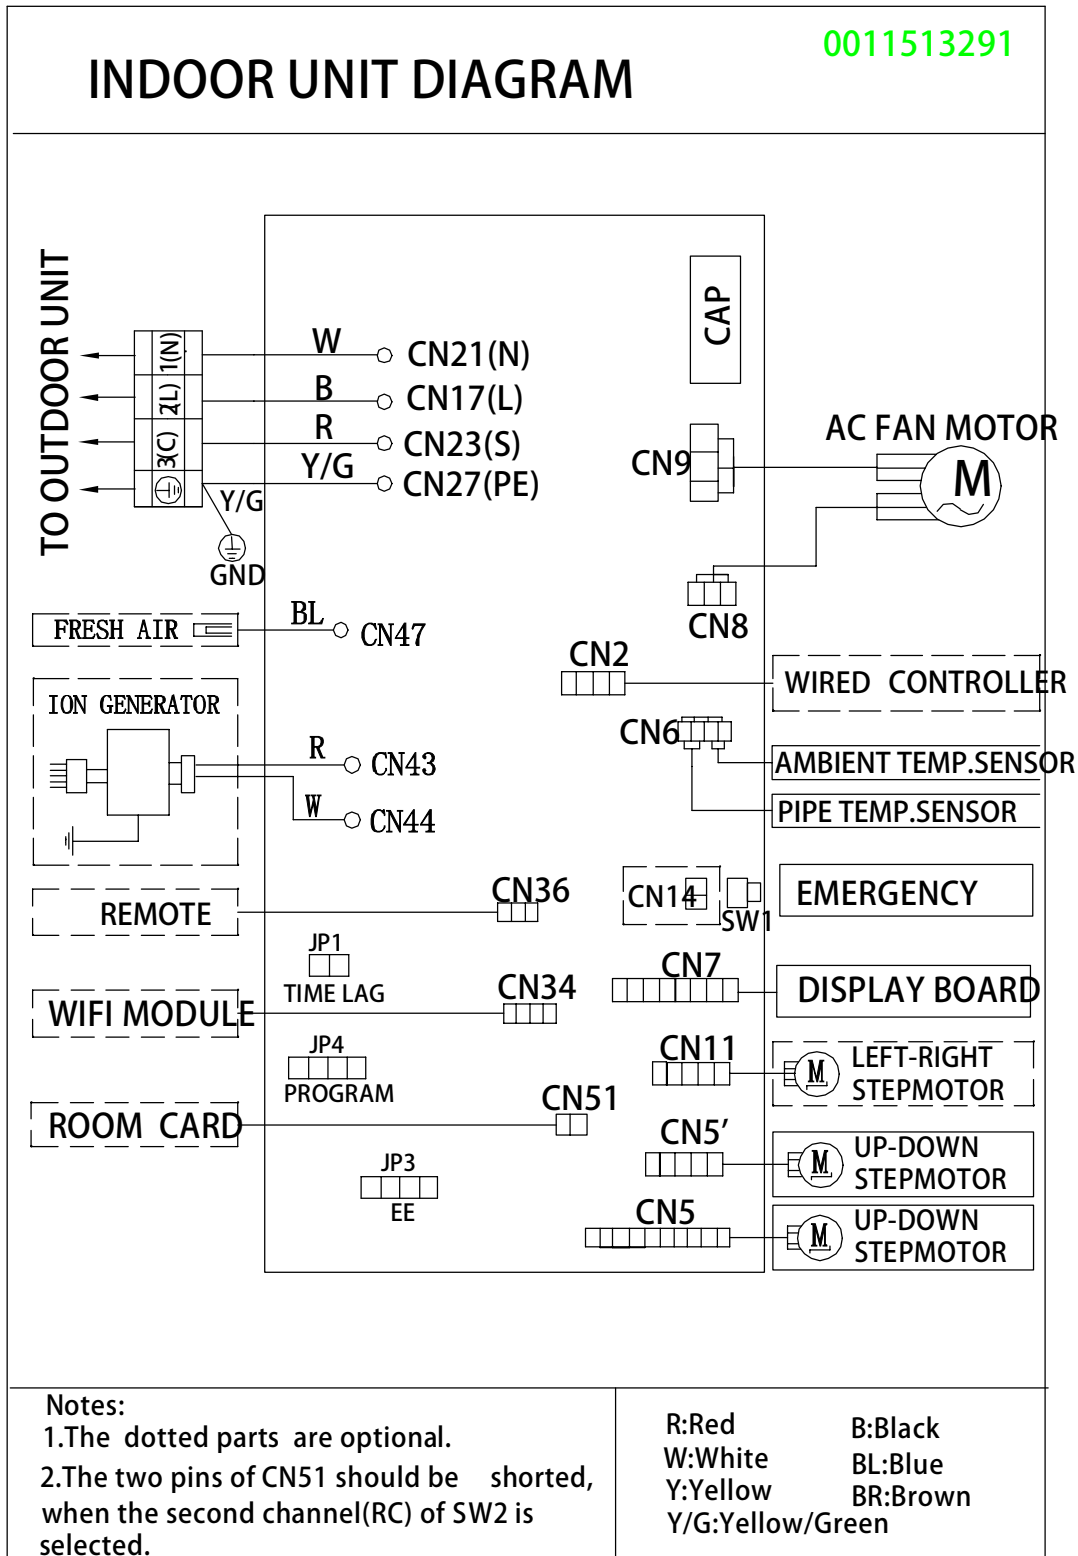 0011513291
INDOOR UNIT DIAGRAM
TO OUTDOOR UNIT
1(N)
2(L)
3(C)
W
B
R
Y/G
Y/G
GND
CN21(N)
CN17(L)
CN23(S)
CN27(PE)
CAP
CN9
AC FAN MOTOR
M
CN8
FRESH AIR
BL
CN47
CN2
WIRED CONTROLLER
ION GENERATOR
R
CN43
W
CN44
CN6
AMBIENT TEMP.SENSOR
PIPE TEMP.SENSOR
REMOTE
CN36
CN14
SW1
EMERGENCY
JP1
TIME LAG
CN7
DISPLAY BOARD
WIFI MODULE
CN34
JP4
PROGRAM
CN11
M
LEFT-RIGHT
STEPMOTOR
ROOM CARD
CN51
CN5′
M
UP-DOWN
STEPMOTOR
JP3
EE
CN5
M
UP-DOWN
STEPMOTOR
Notes:
1.The dotted parts are optional.
2.The two pins of CN51 should be shorted,
when the second channel(RC) of SW2 is
selected.
R:Red B:Black
W:White BL:Blue
Y:Yellow BR:Brown
Y/G:Yellow/Green